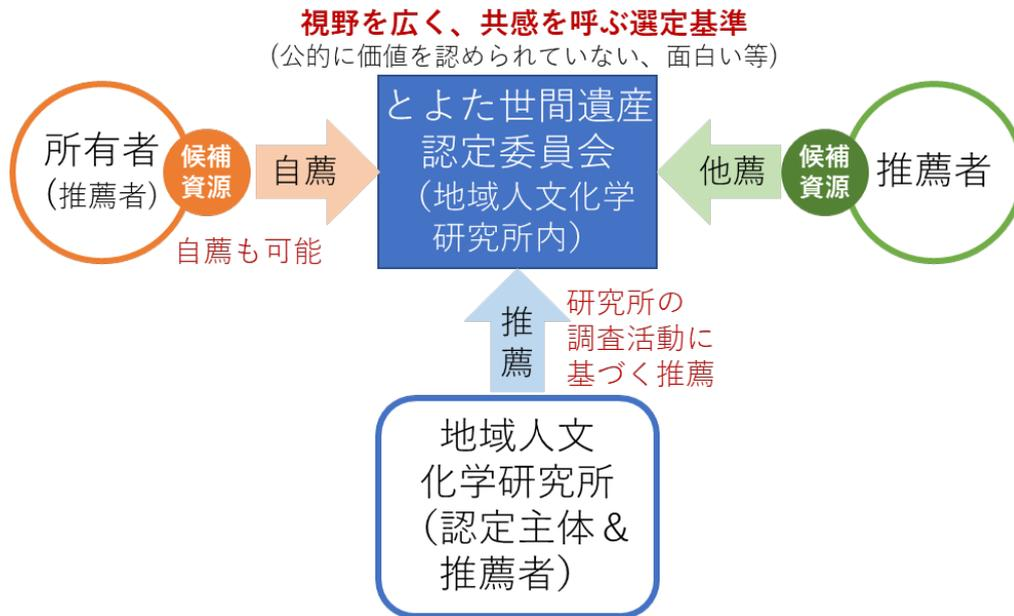 視野を広く、共感を呼ぶ選定基準
(公的に価値を認められていない、面白い等)
所有者
(推薦者)
候補
資源
自薦
自薦も可能
とよた世間遺産
認定委員会
(地域人文化学
研究所内)
他薦
候補
資源
推薦者
推
薦
研究所の
調査活動に
基づく推薦
地域人文
化学研究所
(認定主体&
推薦者)